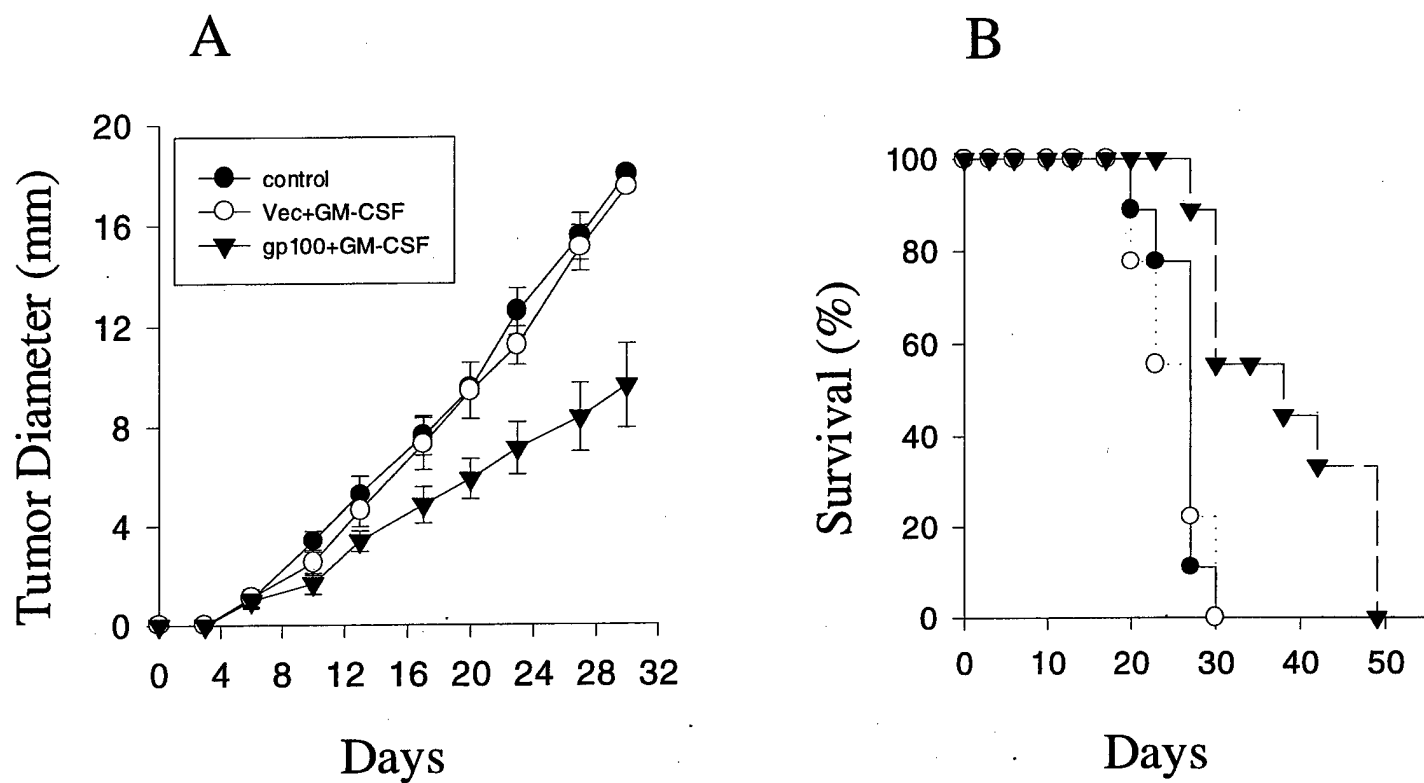 A
20
16
12
8
4
0
Tumor Diameter (mm)
control
Vec+GM-CSF
gp100+GM-CSF
0 4 8 12 16 20 24 28 32
Days
B
100
80
60
40
20
0
Survival (%)
0 10 20 30 40 50
Days